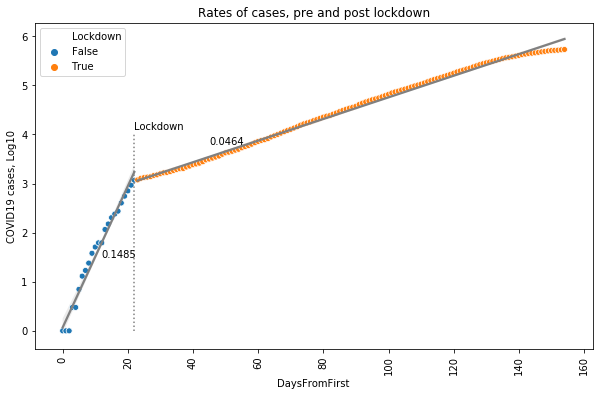 Rates of cases, pre and post lockdown
Lockdown
False
True
COVID19 cases, Log10
6
5
4
3
2
1
0
Lockdown
0.0464
0.1485
0
20
40
60
80
100
120
140
160
DaysFromFirst